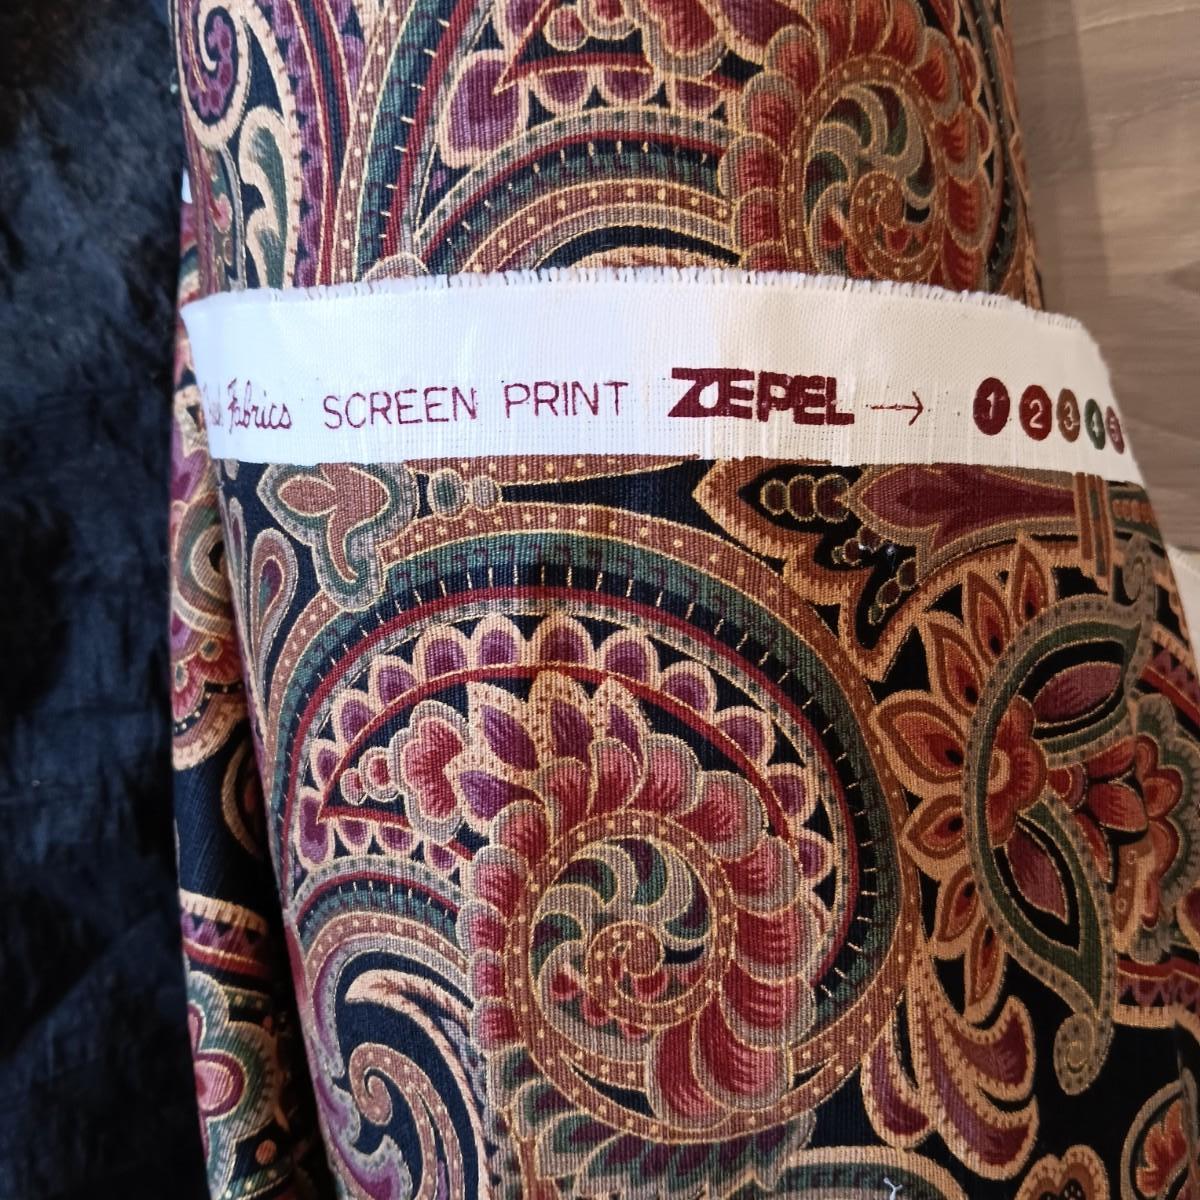 Fabrics SCREEN PRINT ZEPEL → 1 2 3 4 5